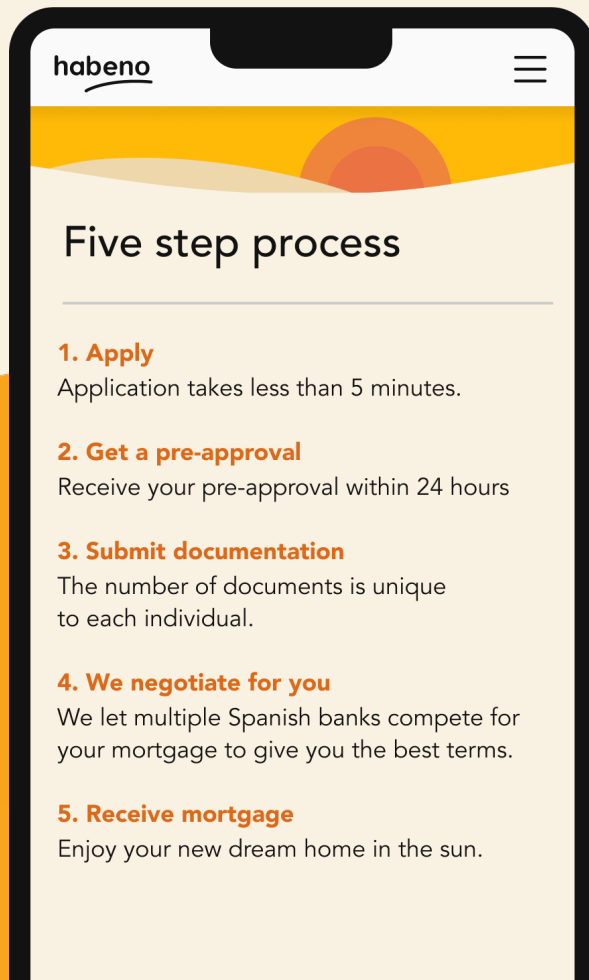 habeno
Five step process
1. Apply
Application takes less than 5 minutes.
2. Get a pre-approval
Receive your pre-approval within 24 hours
3. Submit documentation
The number of documents is unique
to each individual.
4. We negotiate for you
We let multiple Spanish banks compete for
your mortgage to give you the best terms.
5. Receive mortgage
Enjoy your new dream home in the sun.